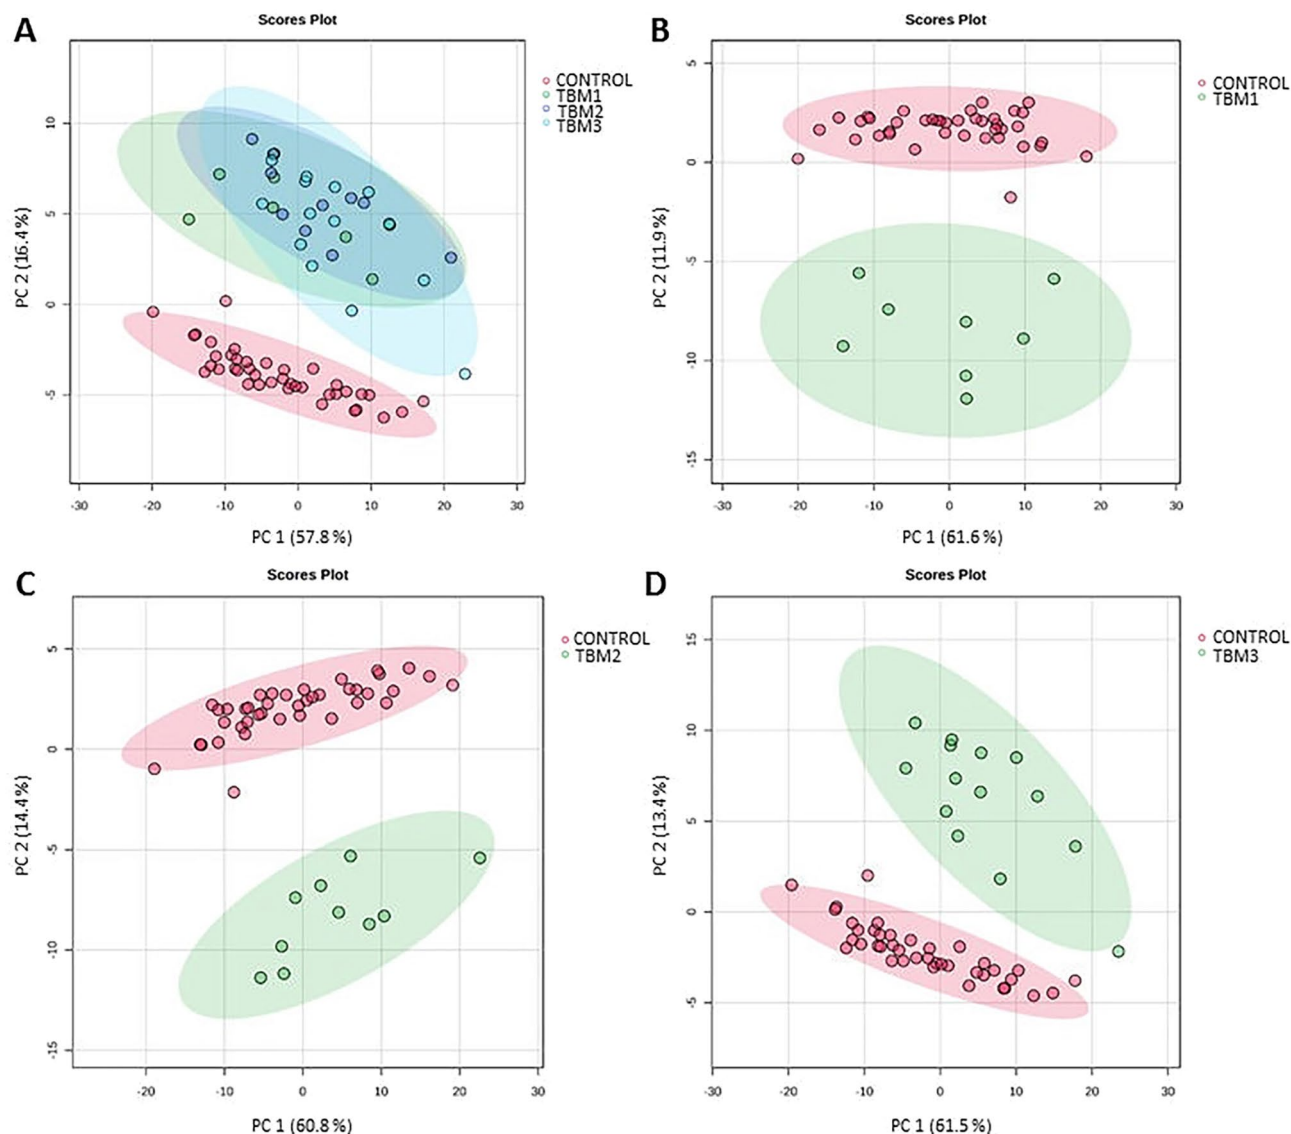 A
Scores Plot
CONTROL
TBM1
TBM2
TBM3
PC 2 (16.4%)
10
5
0
-5
-30 -20 -10 0 10 20 30
PC 1 (57.8%)
B
Scores Plot
CONTROL
TBM1
PC 2 (11.9%)
5
0
-5
-10
-15
-30 -20 -10 0 10 20 30
PC 1 (61.6%)
C
Scores Plot
CONTROL
TBM2
PC 2 (14.4%)
5
0
-5
-10
-15
-20 -10 0 10 20 30
PC 1 (60.8%)
D
Scores Plot
CONTROL
TBM3
PC 2 (13.4%)
15
10
5
0
-5
-30 -20 -10 0 10 20 30
PC 1 (61.5%)